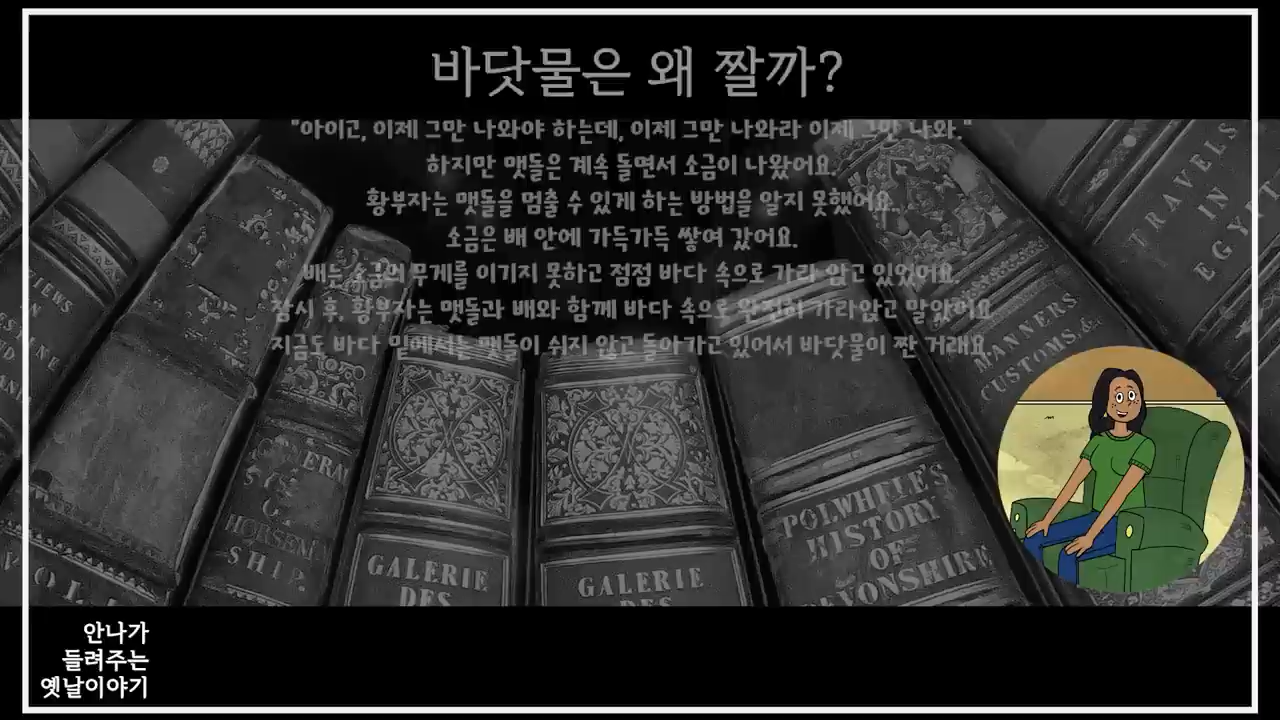 바닷물은 왜 짤까?
"아이고, 이제 그만 나와야 하는데, 이제 그만 나와라 이제 그만 나와."
하지만 맷돌은 계속 돌면서 소금이 나왔어요.
황부자는 맷돌을 멈출 수 있게 하는 방법을 알지 못했어요.
소금은 배 안에 가득가득 쌓여 갔어요.
배는 소금의 무게를 이기지 못하고 점점 바다 속으로 가라 앉고 있었어요.
잠시 후, 황부자는 맷돌과 배와 함께 바다 속으로 완전히 가라앉고 말았어요.
지금도 바다 밑에서는 맷돌이 쉬지 않고 돌아가고 있어서 바닷물이 짠 거래요.
VIEWS
IN
HORSEM
SHIP.
GALERIE
DES
GALERIE
DES
POLWHELE'S
HISTORY
OF
DEVONSHIRE
MANNERS
CUSTOMS, &
TRAVELS
IN
EGYPT
안나가
들려주는
옛날이야기